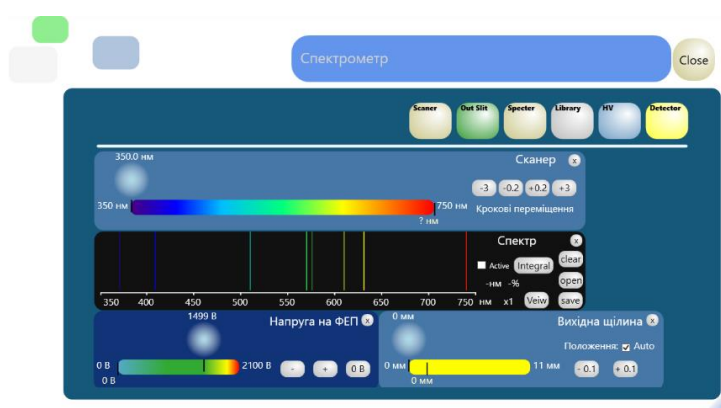 Спектрометр
Close
Scaner Out Slit Specter Library HV Detector
350.0 нм
Сканер x
-3 -0.2 +0.2 +3
350 нм 750 нм Крокові переміщення
? нм
Спектр x
Active Integral clear
-нм -% open
350 400 450 500 550 600 650 700 750 нм x1 Veiw save
1499 В
Напруга на ФЕП x
0 В 2100 В - + 0 В
0 В
0 мм
Вихідна щілина x
Положення: Auto
0 мм 11 мм - 0.1 + 0.1
0 мм